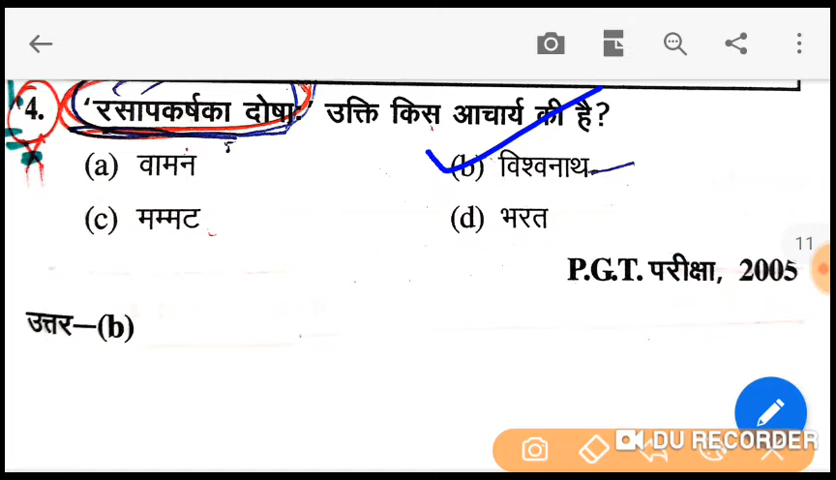 4. 'रसापकर्षका दोषाः' उक्ति किस आचार्य की है?
(a) वामन (b) विश्वनाथ
(c) मम्मट (d) भरत
11
P.G.T. परीक्षा, 2005
उत्तर—(b)
DU RECORDER